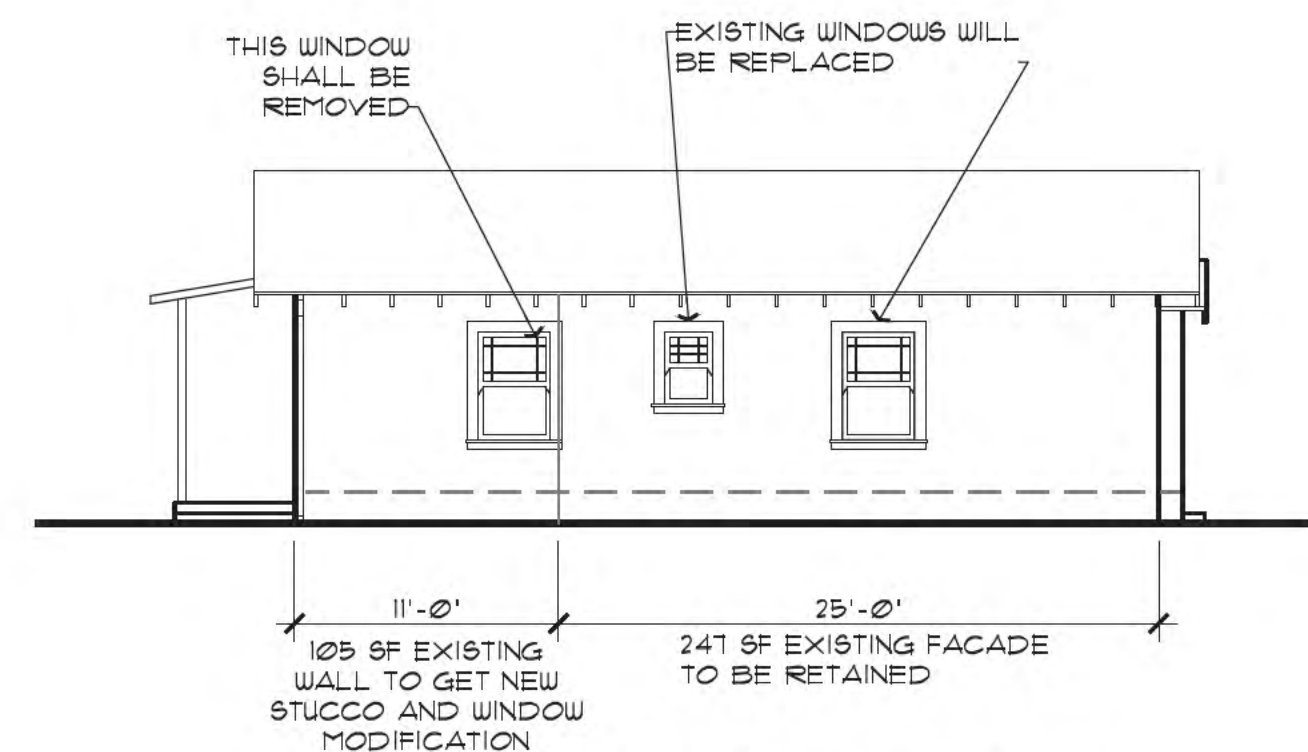 THIS WINDOW
SHALL BE
REMOVED
EXISTING WINDOWS WILL
BE REPLACED
11'-0'
105 SF EXISTING
WALL TO GET NEW
STUCCO AND WINDOW
MODIFICATION
25'-0'
247 SF EXISTING FACADE
TO BE RETAINED